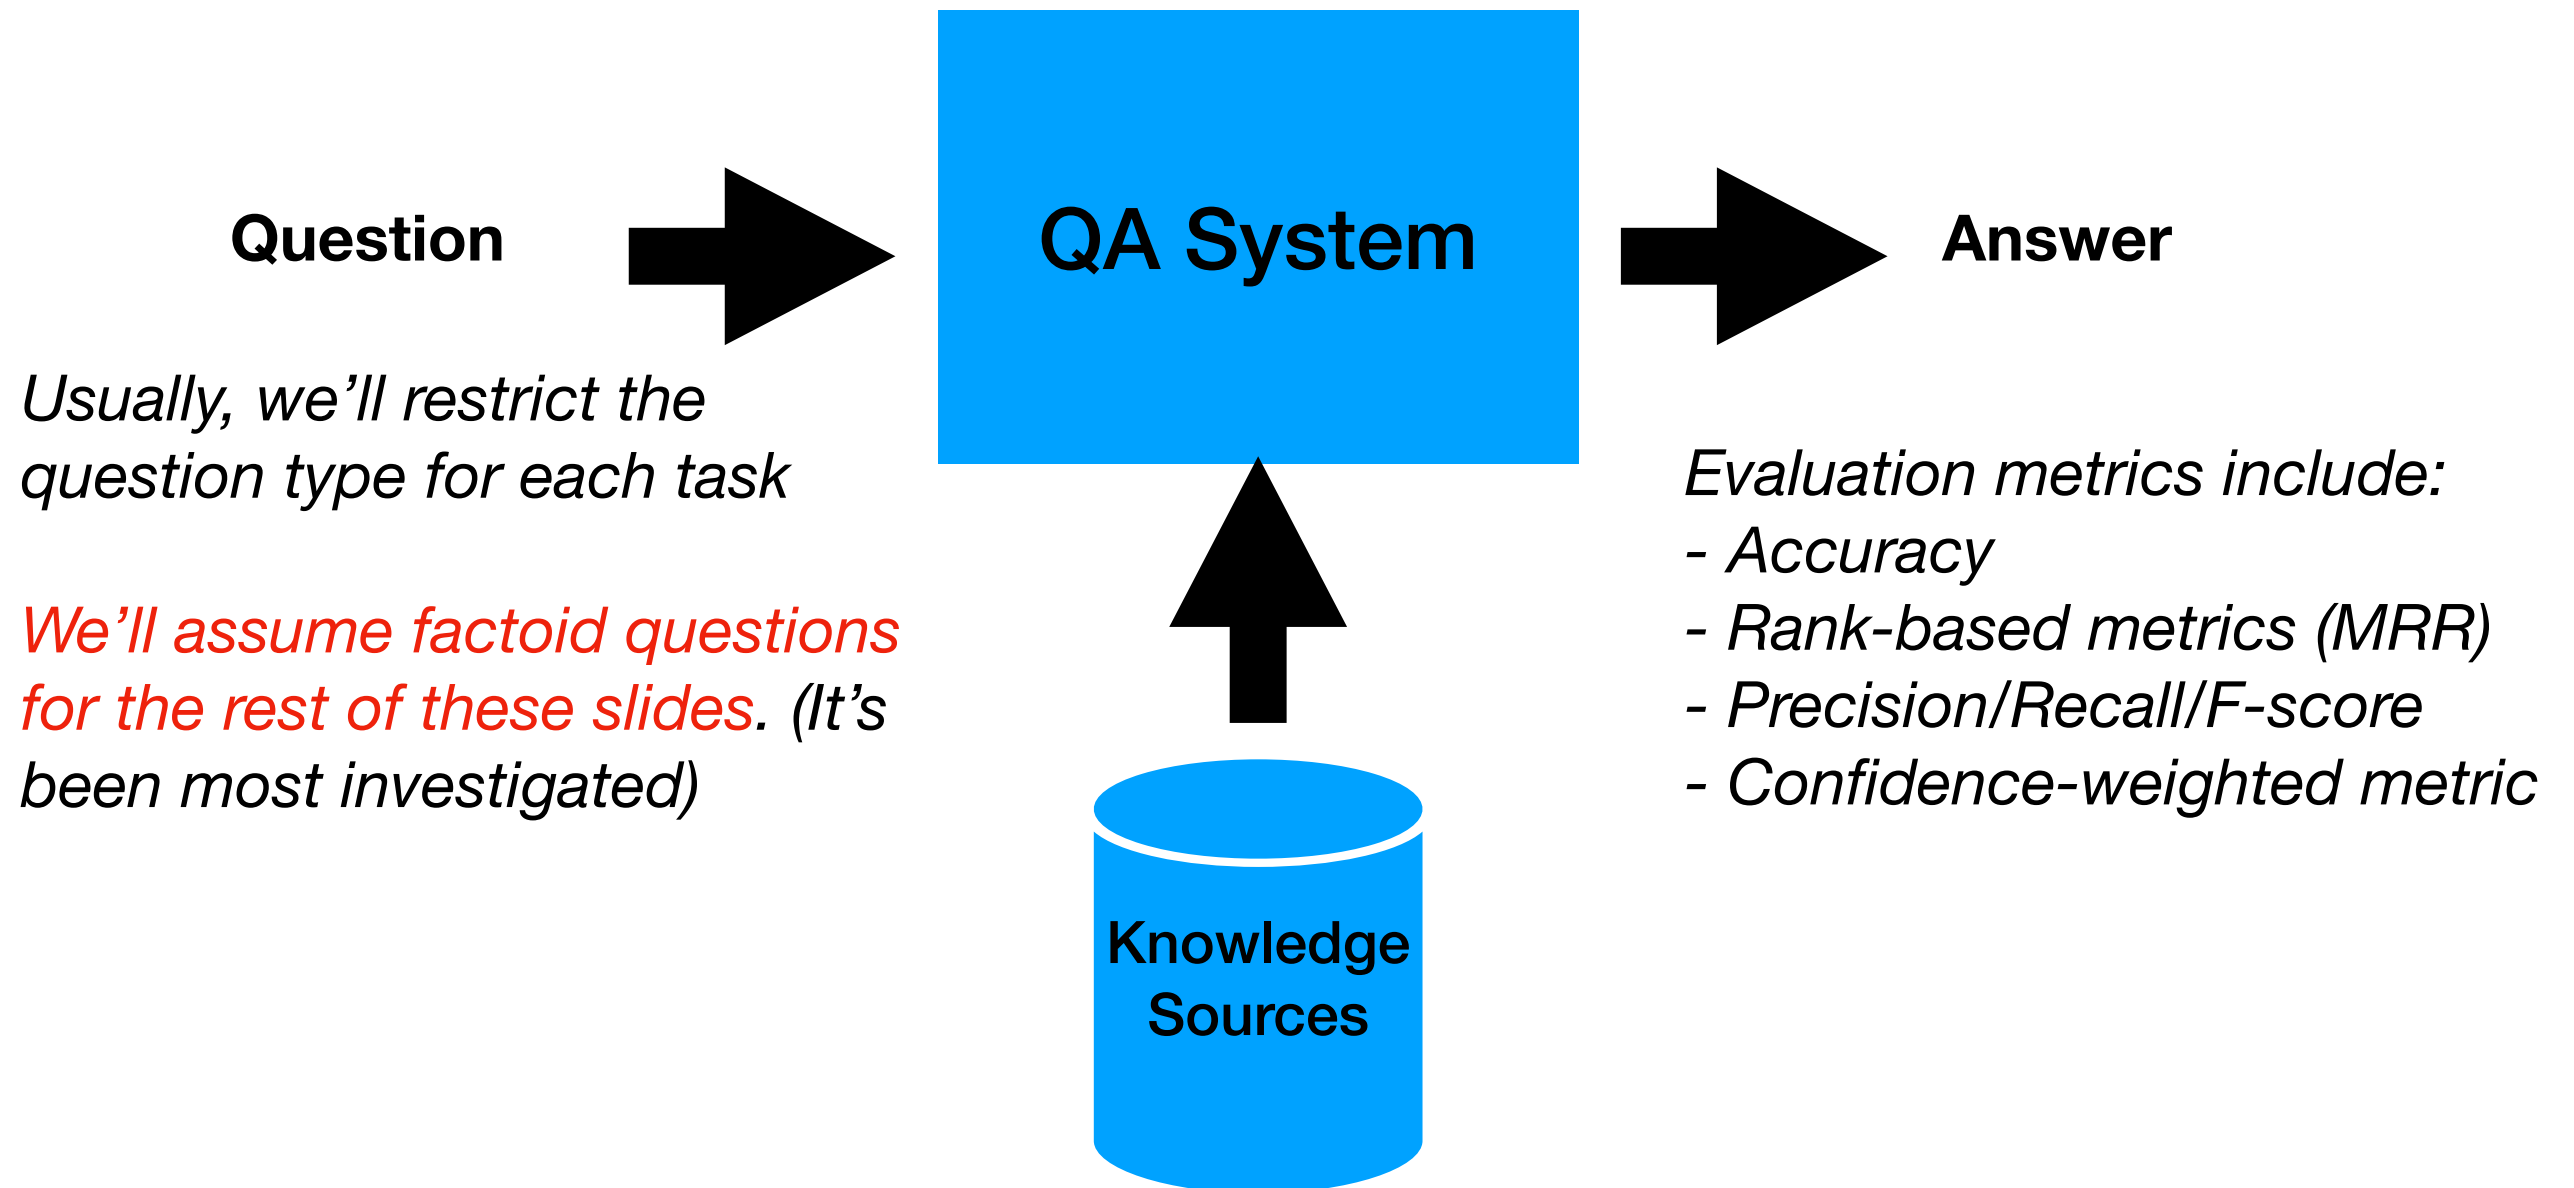 Question
QA System
Answer
Usually, we’ll restrict the
question type for each task
We’ll assume factoid questions
for the rest of these slides. (It’s
been most investigated)
Evaluation metrics include:
- Accuracy
- Rank-based metrics (MRR)
- Precision/Recall/F-score
- Confidence-weighted metric
Knowledge
Sources